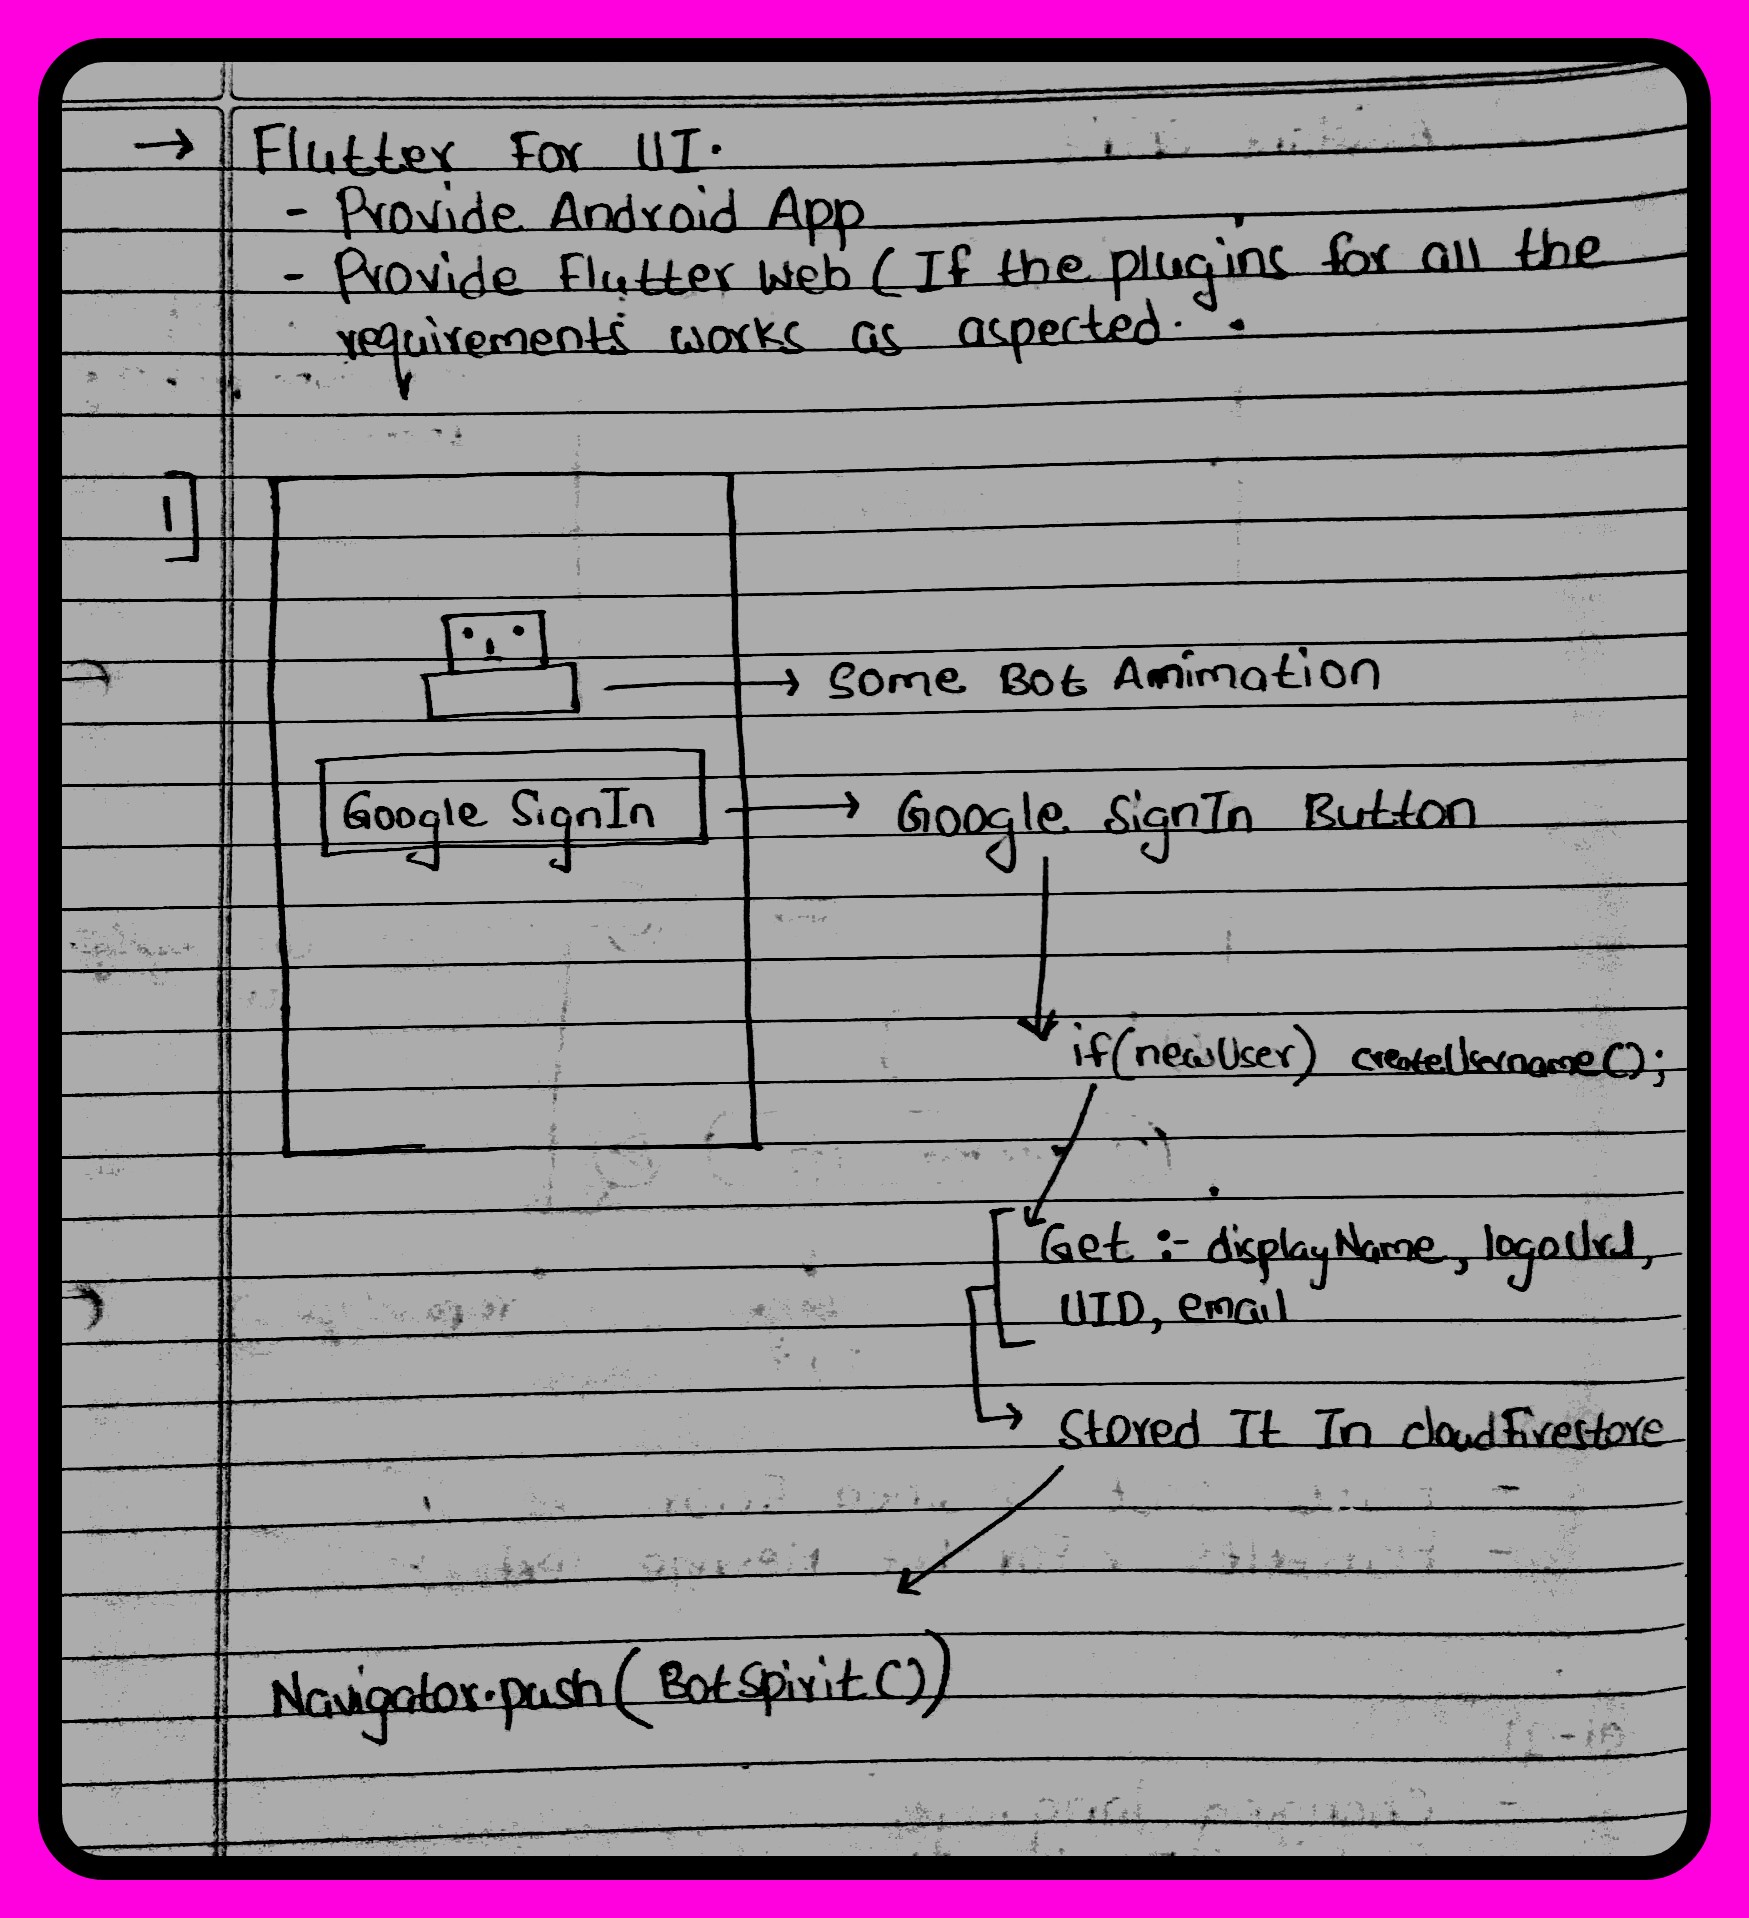 → Flutter For UI.
- Provide Android App
- Provide Flutter Web (If the plugins for all the
requirements works as aspected.
1]
→ Some Bot Animation
Google SignIn → Google SignIn Button
if(newUser) createUsername();
Get :- displayName, logoUrl,
UID, email
→ Stored It In cloudFirestore
Navigator.push(BotSpirit())